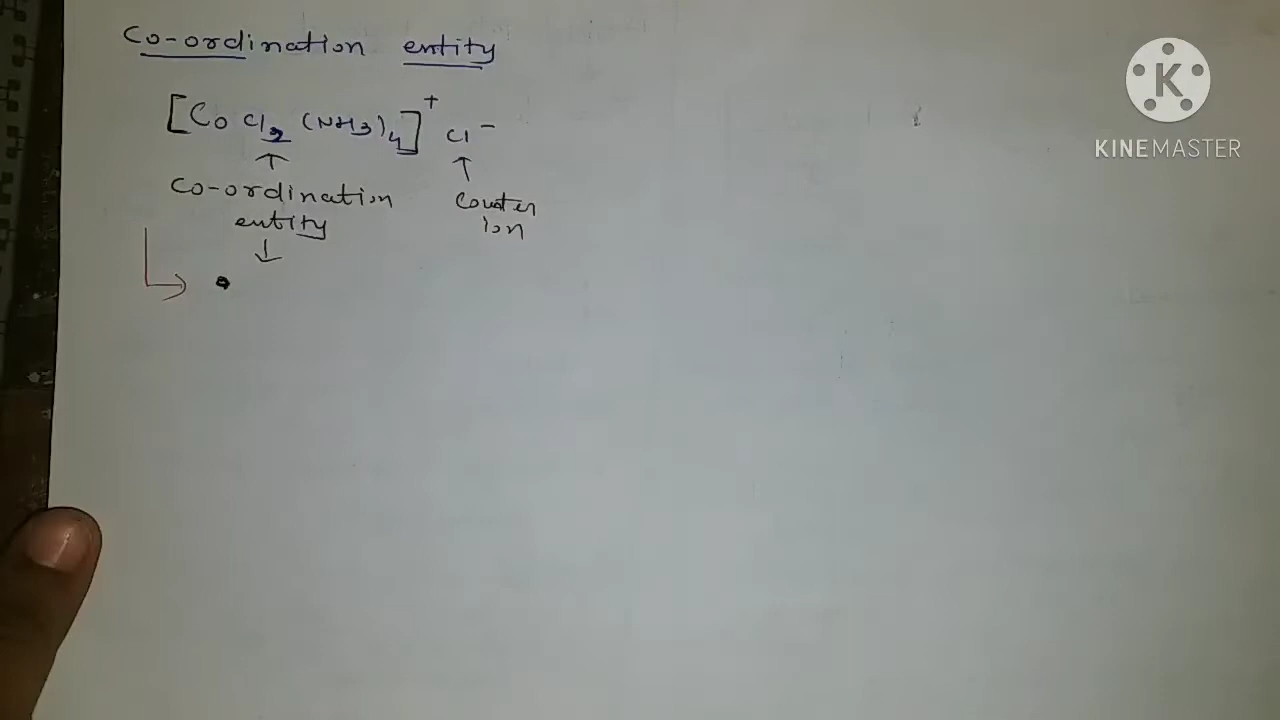 Co-ordination entity
[Co Cl2 (NH3)4]+ Cl-
Co-ordination
entity
Counter
ion
K
KINEMASTER